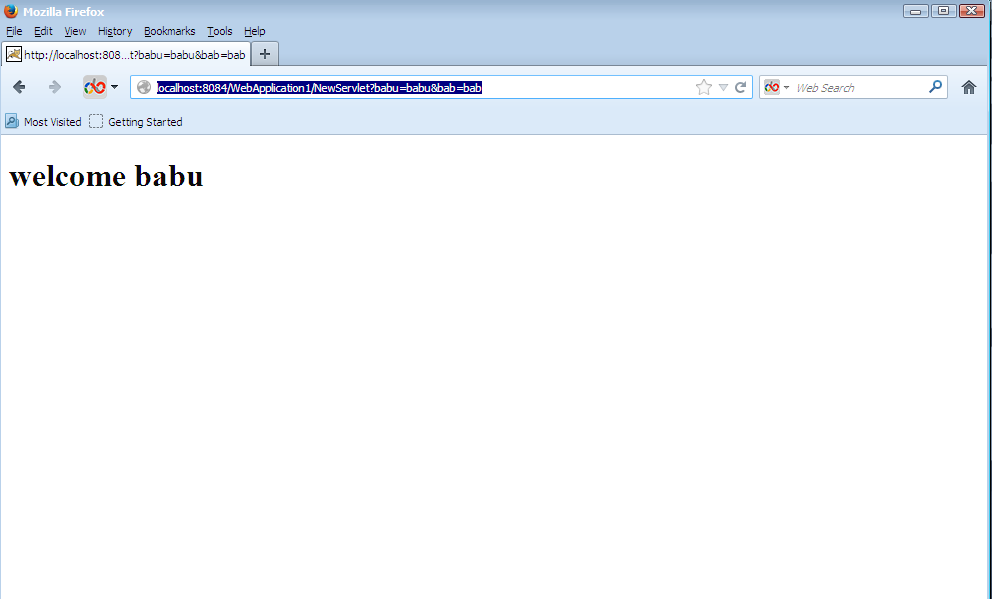 Mozilla Firefox
File Edit View History Bookmarks Tools Help
http://localhost:808...t?babu=babu&bab=bab
localhost:8084/WebApplication1/NewServlet?babu=babu&bab=bab
Web Search
Most Visited Getting Started
welcome babu